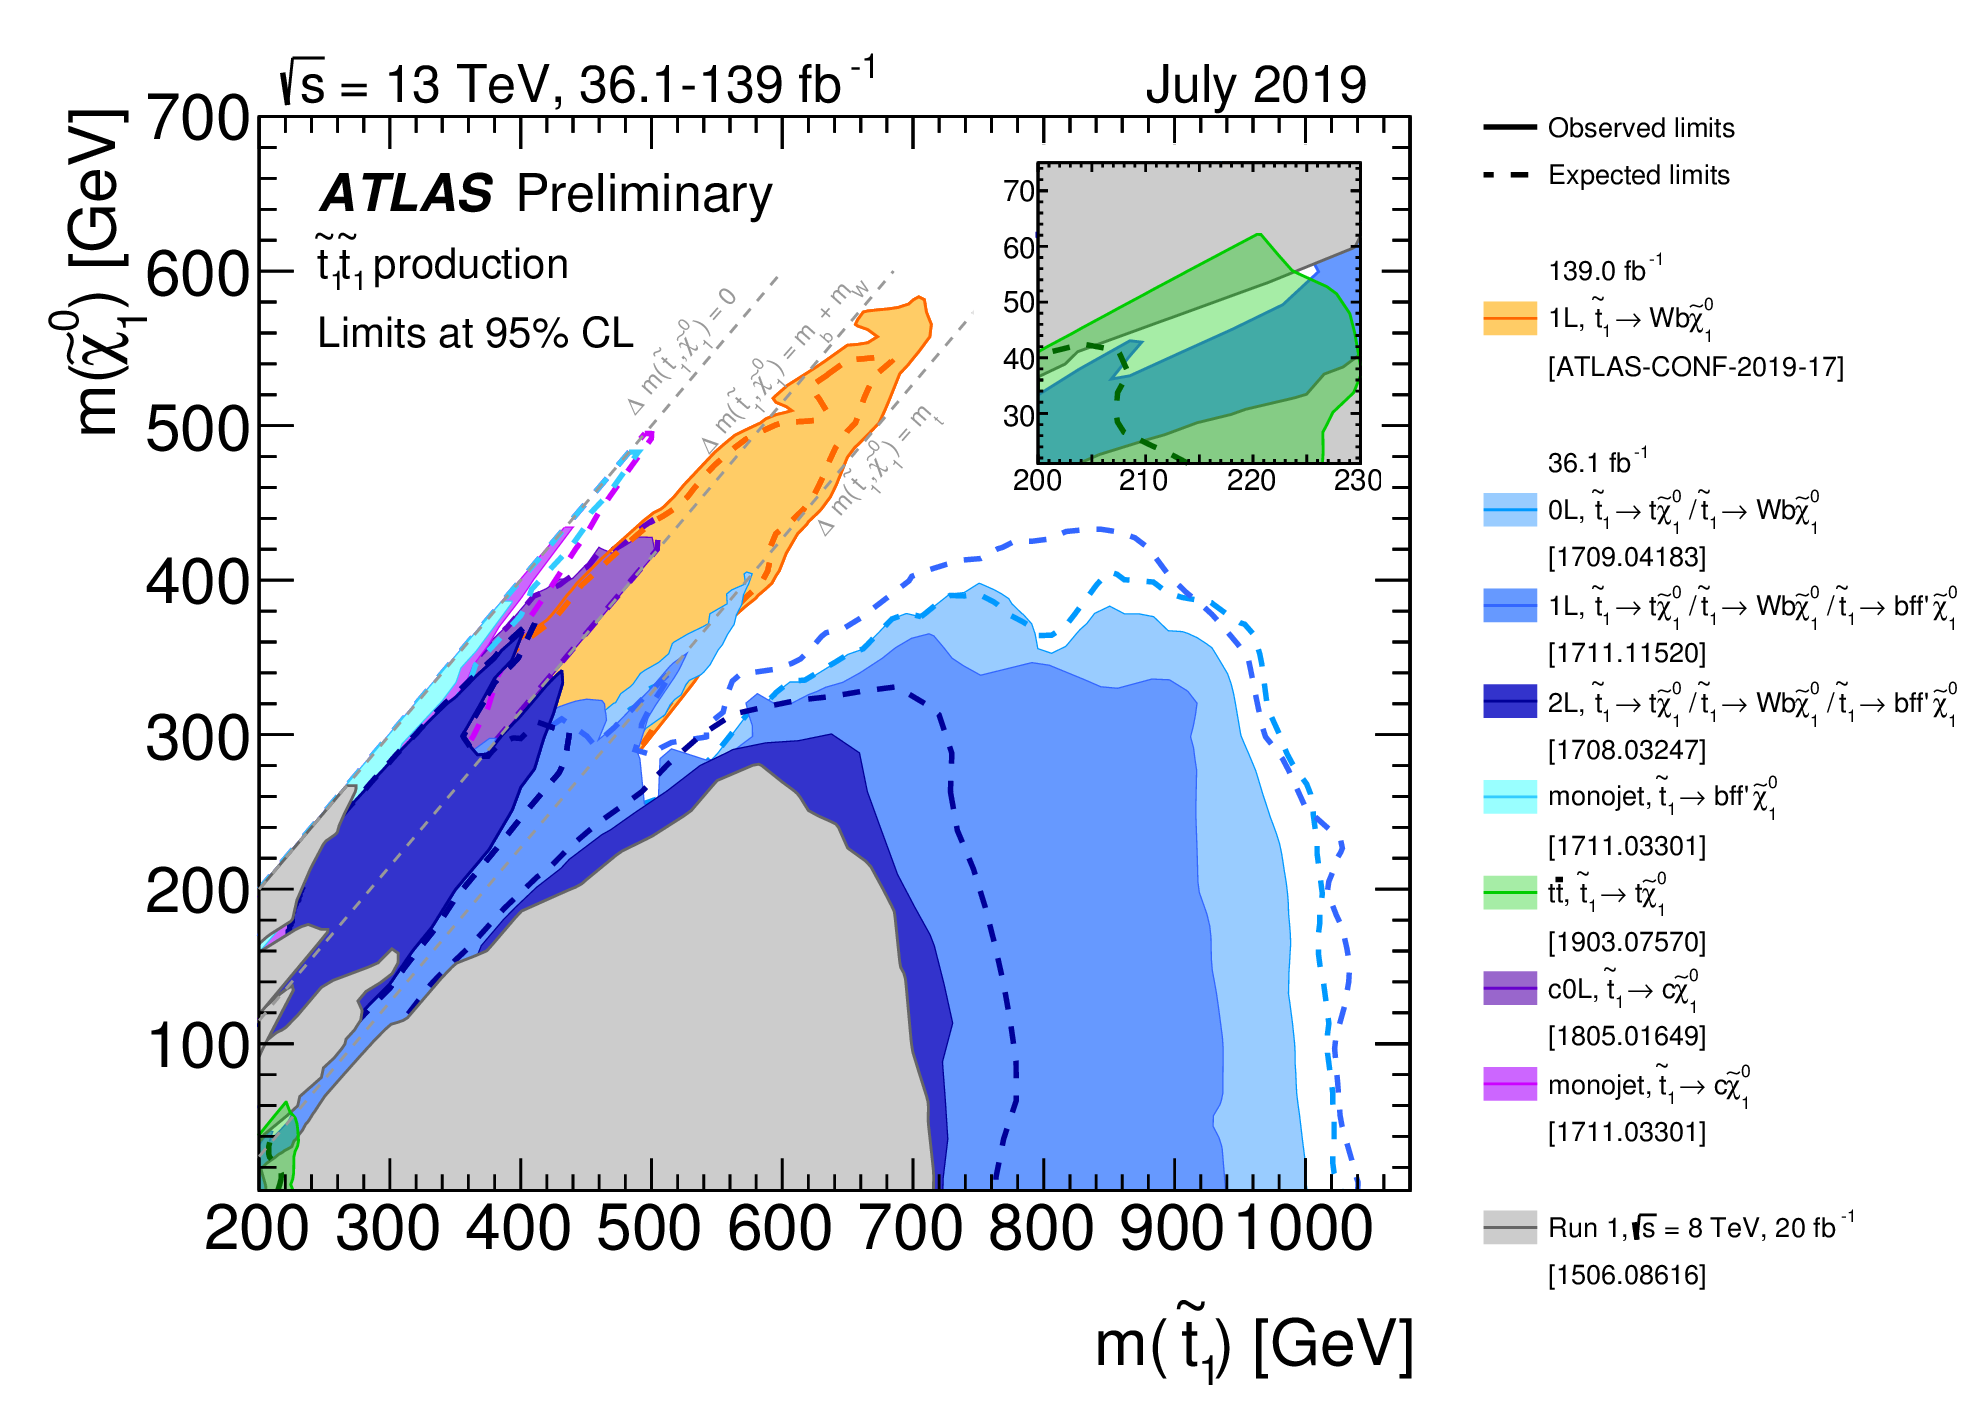 √s = 13 TeV, 36.1-139 fb⁻¹
July 2019
ATLAS Preliminary
t̃₁t̃₁ production
Limits at 95% CL
m(χ̃₁⁰) [GeV]
700
600
500
400
300
200
100
Δ m(t̃₁,χ̃₁⁰) = 0
Δ m(t̃₁,χ̃₁⁰) = m_b + m_W
Δ m(t̃₁,χ̃₁⁰) = m_t
70
60
50
40
30
200 210 220 230
200 300 400 500 600 700 800 900 1000
m(t̃₁) [GeV]
Observed limits
Expected limits
139.0 fb⁻¹
1L, t̃₁→ Wbχ̃₁⁰
[ATLAS-CONF-2019-17]
36.1 fb⁻¹
0L, t̃₁→ tχ̃₁⁰ / t̃₁→ Wbχ̃₁⁰
[1709.04183]
1L, t̃₁→ tχ̃₁⁰ / t̃₁→ Wbχ̃₁⁰ / t̃₁→ bff'χ̃₁⁰
[1711.11520]
2L, t̃₁→ tχ̃₁⁰ / t̃₁→ Wbχ̃₁⁰ / t̃₁→ bff'χ̃₁⁰
[1708.03247]
monojet, t̃₁→ bff'χ̃₁⁰
[1711.03301]
tt̄, t̃₁→ tχ̃₁⁰
[1903.07570]
c0L, t̃₁→ cχ̃₁⁰
[1805.01649]
monojet, t̃₁→ cχ̃₁⁰
[1711.03301]
Run 1, √s = 8 TeV, 20 fb⁻¹
[1506.08616]